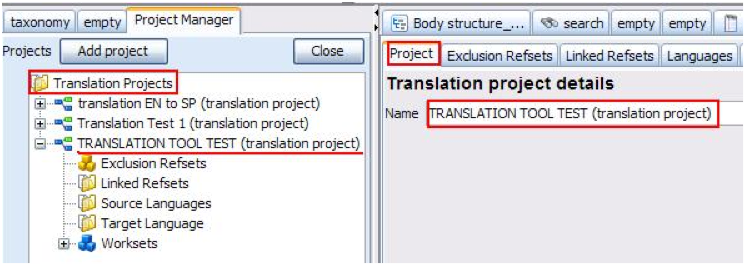 taxonomy empty Project Manager
Projects Add project Close
Translation Projects
translation EN to SP (translation project)
Translation Test 1 (translation project)
TRANSLATION TOOL TEST (translation project)
Exclusion Refsets
Linked Refsets
Source Languages
Target Language
Worksets
Body structure_... search empty empty
Project Exclusion Refsets Linked Refsets Languages
Translation project details
Name TRANSLATION TOOL TEST (translation project)